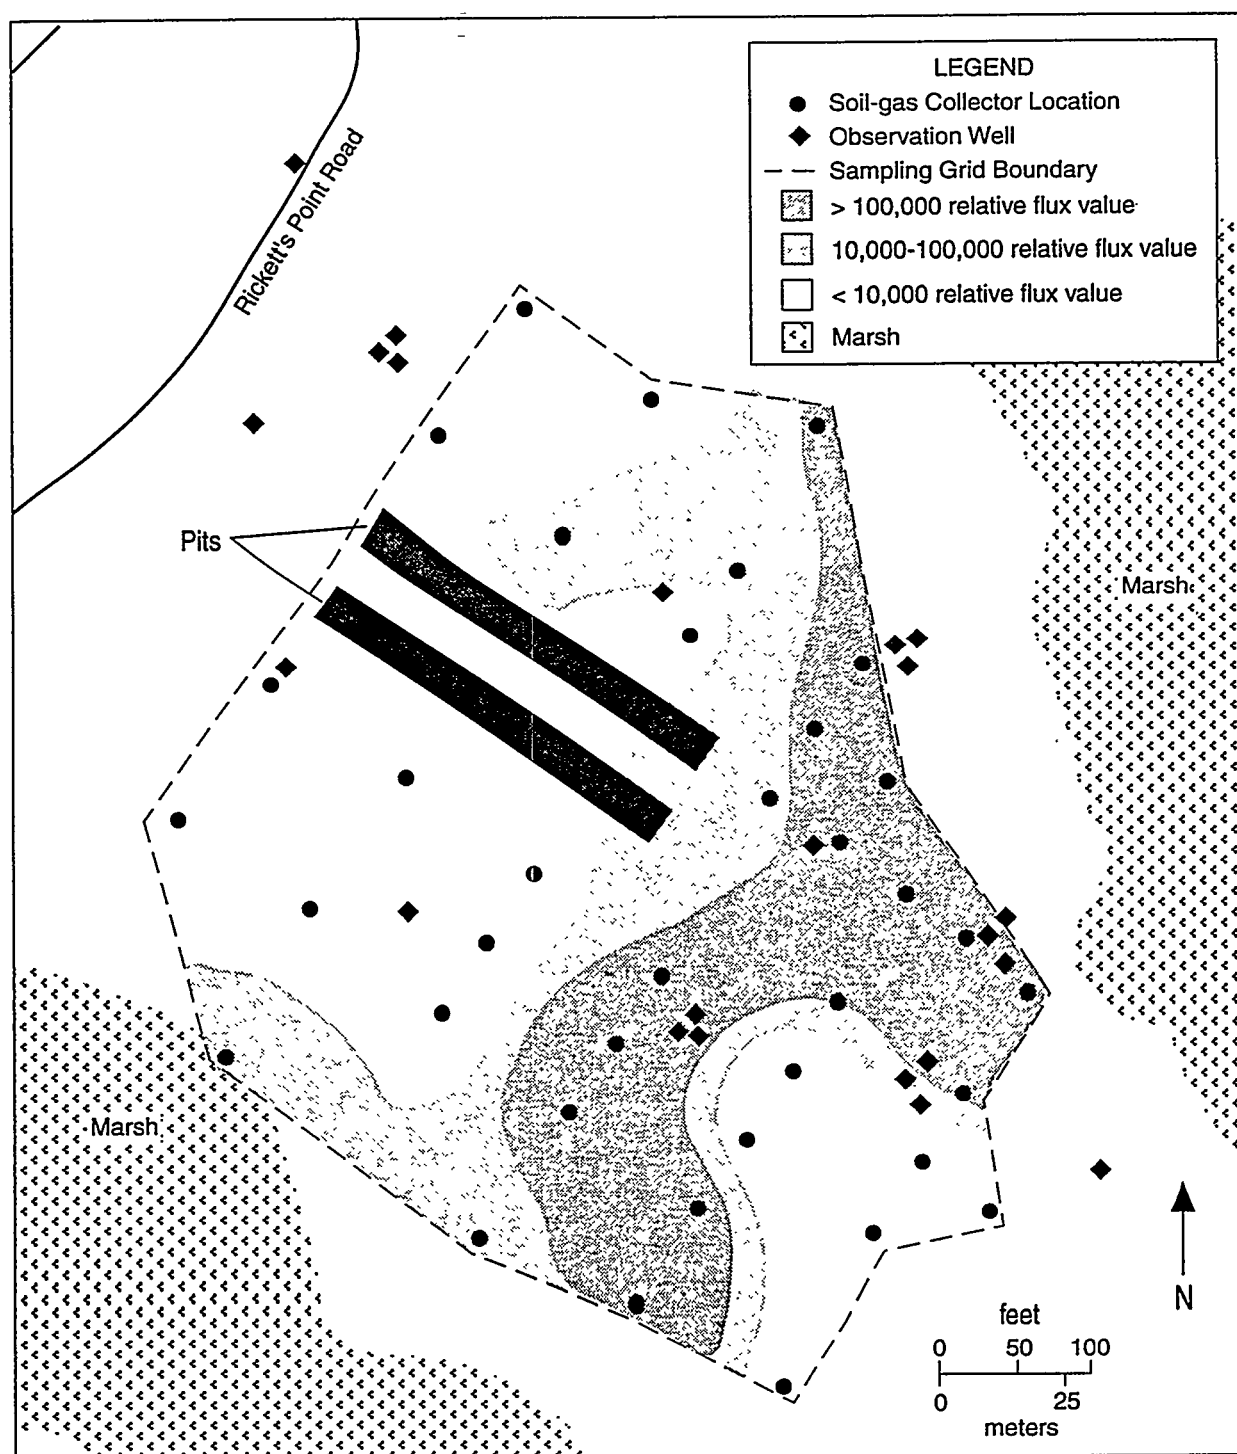 LEGEND
Soil-gas Collector Location
Observation Well
Sampling Grid Boundary
> 100,000 relative flux value
10,000-100,000 relative flux value
< 10,000 relative flux value
Marsh
Rickett's Point Road
Pits
Marsh
Marsh
N
feet
0 50 100
0 25
meters